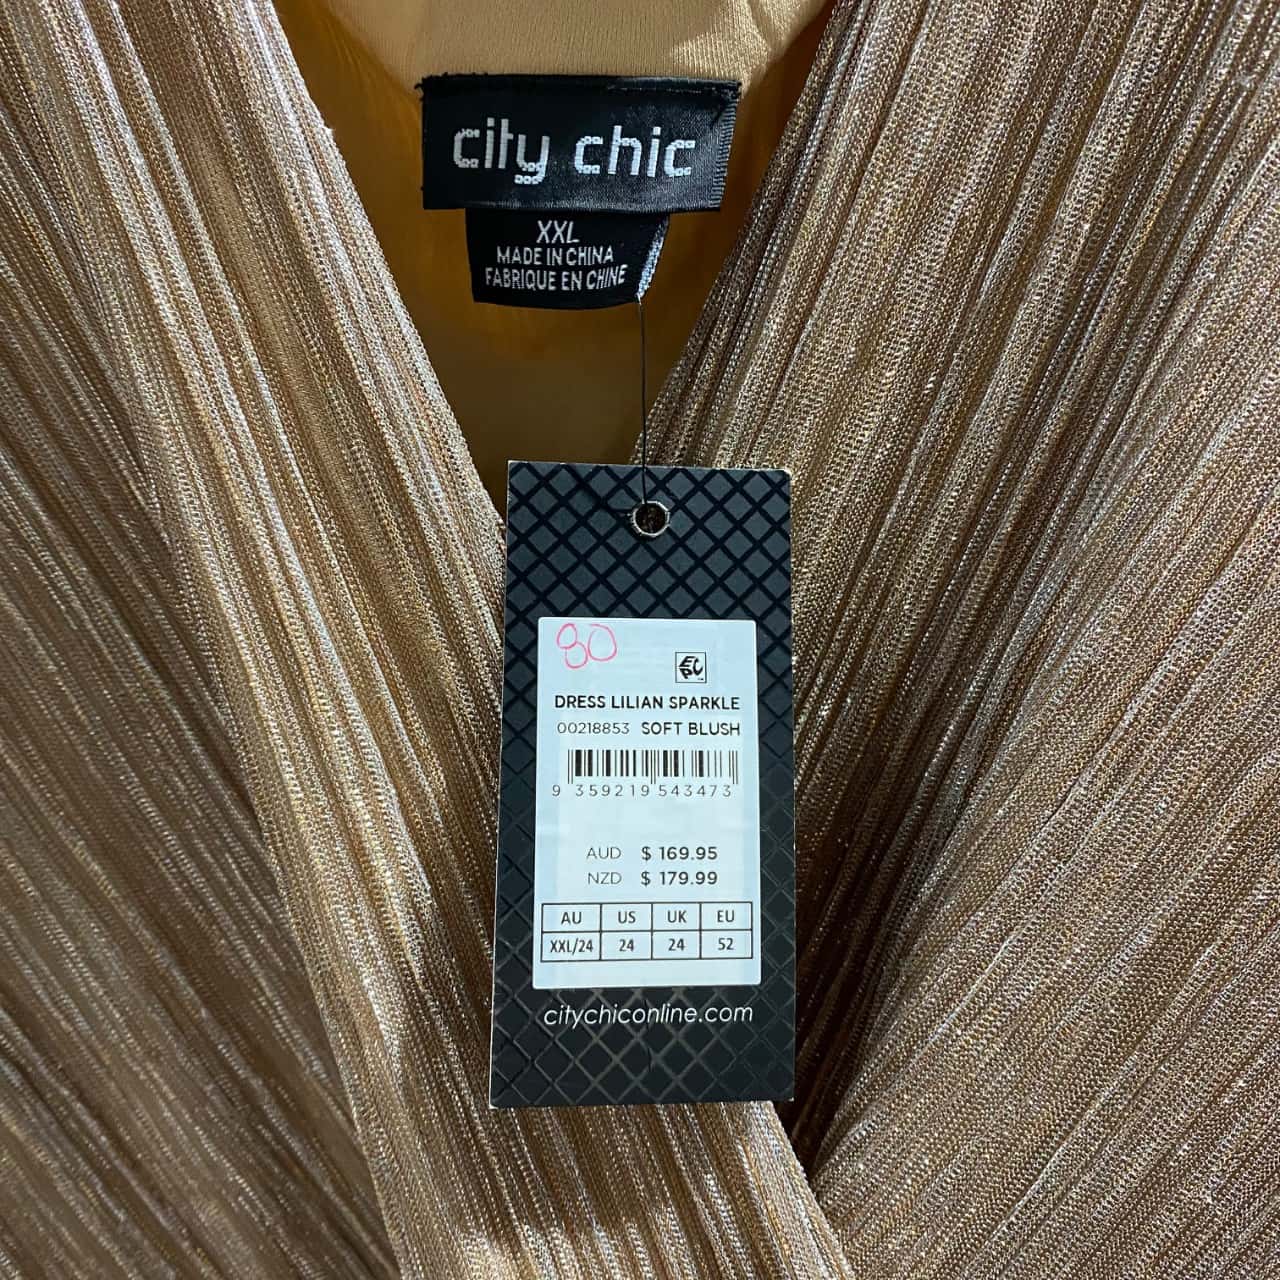 city chic
XXL
MADE IN CHINA
FABRIQUE EN CHINE
80
EPC
DRESS LILIAN SPARKLE
00218853 SOFT BLUSH
9 359219 543473
AUD $ 169.95
NZD $ 179.99
AU US UK EU
XXL/24 24 24 52
citychiconline.com